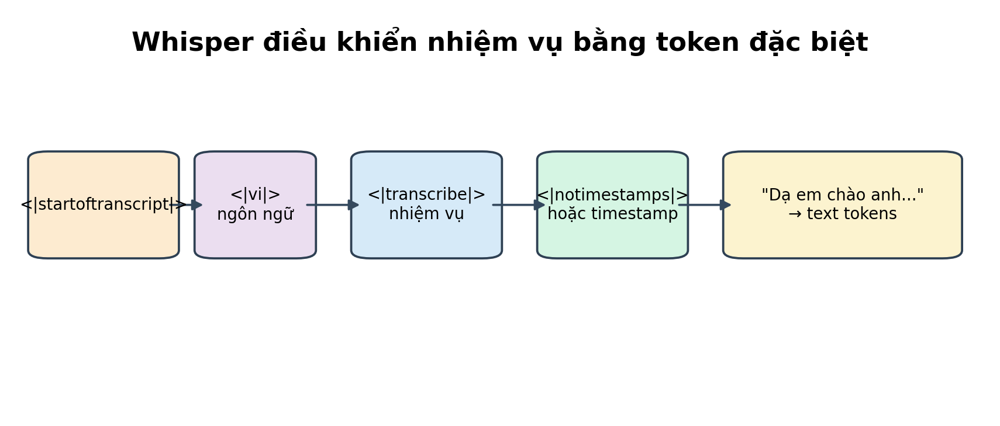 Whisper điều khiển nhiệm vụ bằng token đặc biệt
<|startoftranscript|>
<|vi|>
ngôn ngữ
<|transcribe|>
nhiệm vụ
<|notimestamps|>
hoặc timestamp
"Dạ em chào anh..."
→ text tokens